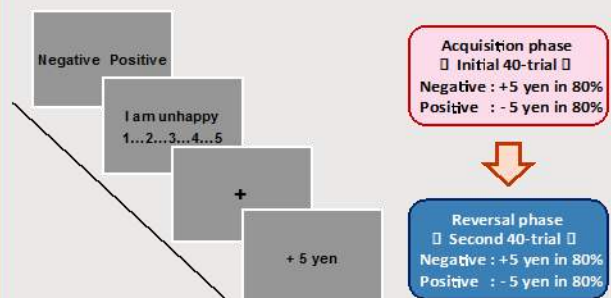 Negative Positive
I am unhappy
1...2...3...4...5
+
+ 5 yen
Acquisition phase
▯ Initial 40-trial ▯
Negative : +5 yen in 80%
Positive : - 5 yen in 80%
Reversal phase
▯ Second 40-trial ▯
Negative : +5 yen in 80%
Positive : - 5 yen in 80%